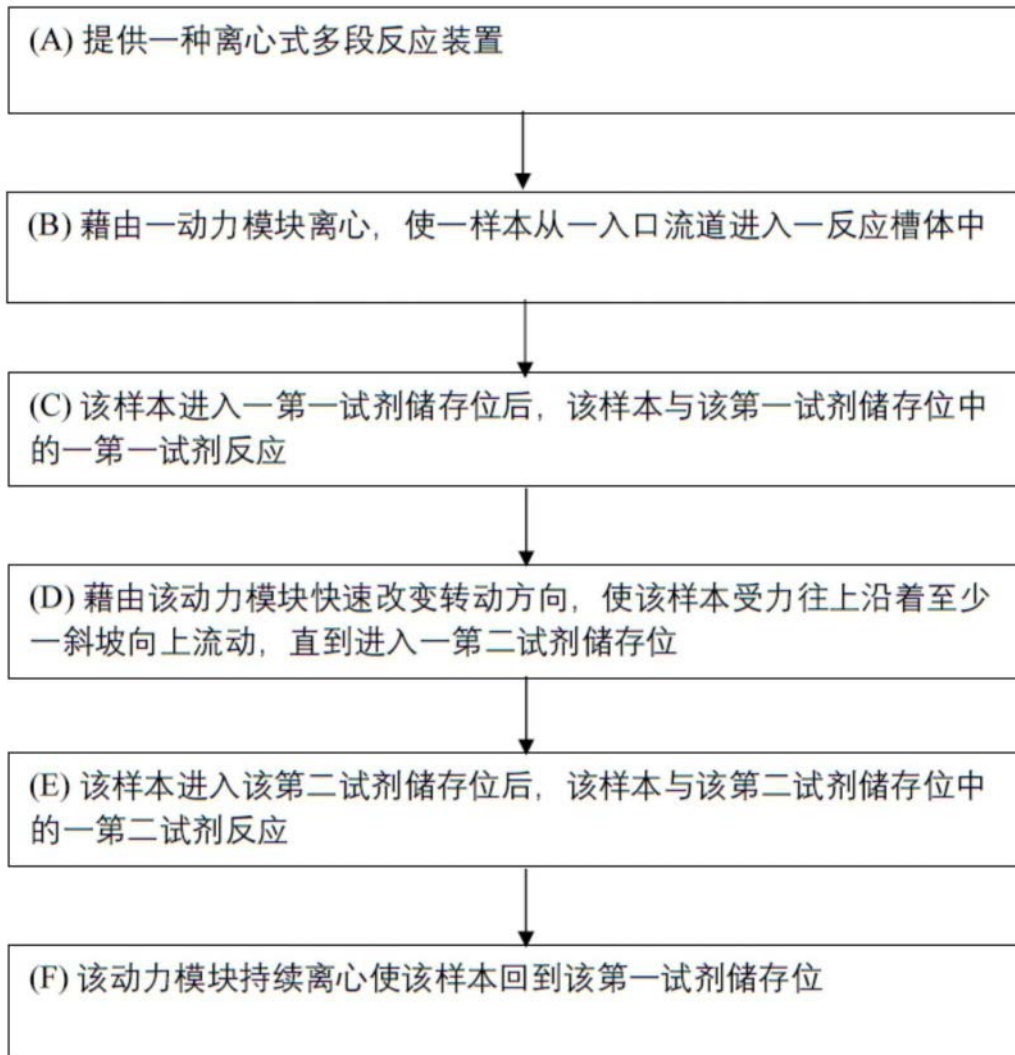 (A) 提供一种离心式多段反应装置
(B) 藉由一动力模块离心，使一样本从一入口流道进入一反应槽体中
(C) 该样本进入一第一试剂储存位后，该样本与该第一试剂储存位中
的一第一试剂反应
(D) 藉由该动力模块快速改变转动方向，使该样本受力往上沿着至少
一斜坡向上流动，直到进入一第二试剂储存位
(E) 该样本进入该第二试剂储存位后，该样本与该第二试剂储存位中
的一第二试剂反应
(F) 该动力模块持续离心使该样本回到该第一试剂储存位